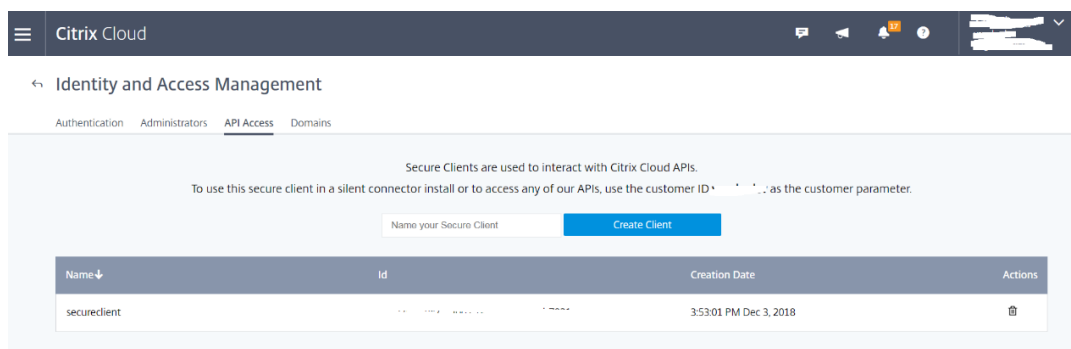 Citrix Cloud
17
Identity and Access Management
Authentication Administrators API Access Domains
Secure Clients are used to interact with Citrix Cloud APIs.
To use this secure client in a silent connector install or to access any of our APIs, use the customer ID as the customer parameter.
Name your Secure Client Create Client
Name Id Creation Date Actions
secureclient 3:53:01 PM Dec 3, 2018